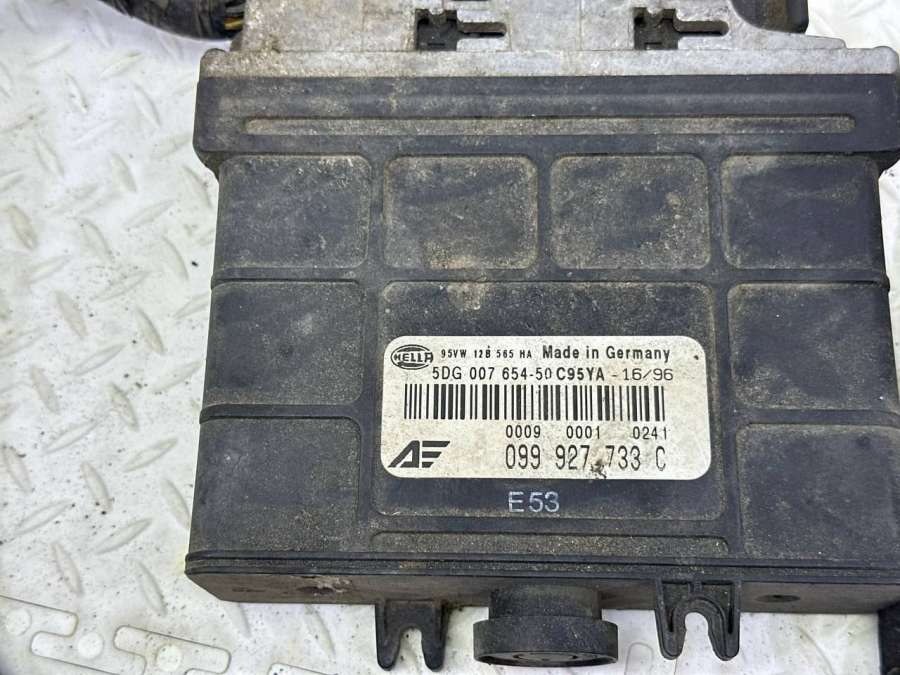 HELLA 95VW 12B 565 HA Made in Germany
5DG 007 654-50 C95YA -16/96
0009 0001 0241
AF 099 927 733 C
E53